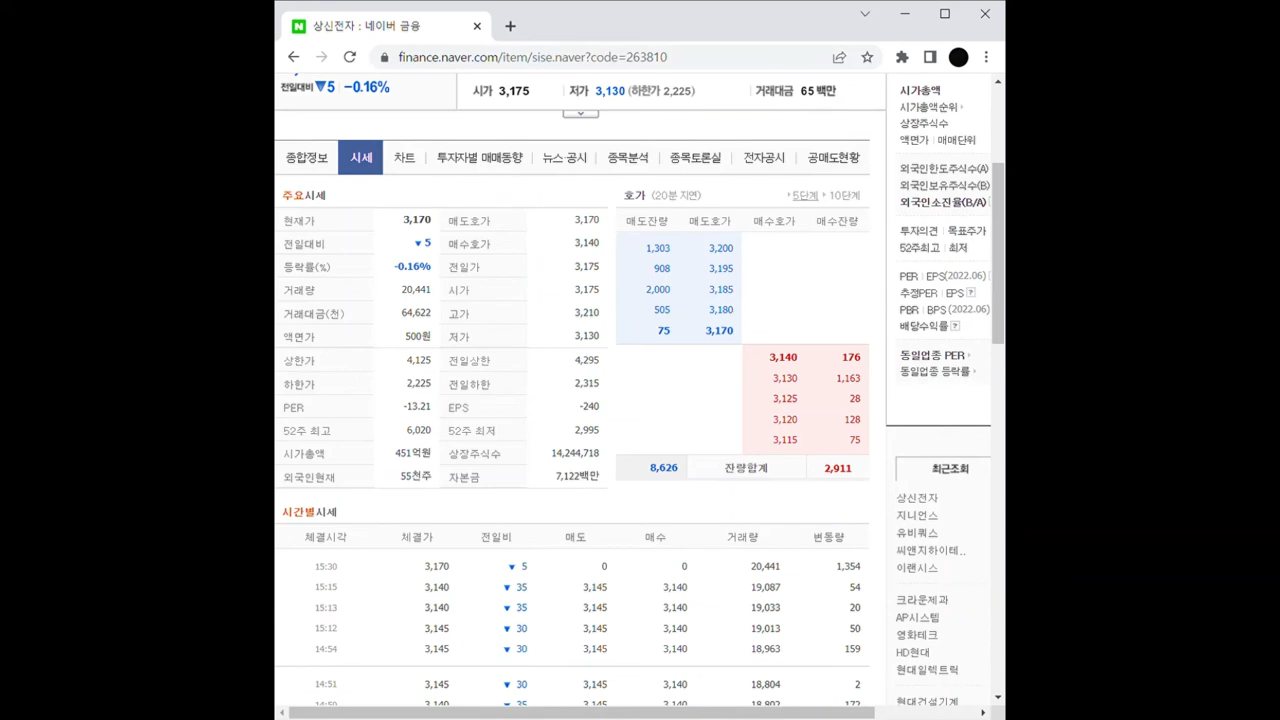 상신전자 : 네이버 금융
finance.naver.com/item/sise.naver?code=263810
전일대비 ▼5 -0.16% 시가 3,175 저가 3,130 (하한가 2,225) 거래대금 65 백만
종합정보 시세 차트 투자자별 매매동향 뉴스 공시 종목분석 종목토론실 전자공시 공매도현황
주요시세
현재가 3,170 매도호가 3,170
전일대비 ▼ 5 매수호가 3,140
등락률(%) -0.16% 전일가 3,175
거래량 20,441 시가 3,175
거래대금(천) 64,622 고가 3,210
액면가 500원 저가 3,130
상한가 4,125 전일상한 4,295
하한가 2,225 전일하한 2,315
PER -13.21 EPS -240
52주 최고 6,020 52주 최저 2,995
시가총액 451억원 상장주식수 14,244,718
외국인현재 55천주 자본금 7,122백만
호가 (20분 지연) 5단계 10단계
매도잔량 매도호가 매수호가 매수잔량
1,303 3,200
908 3,195
2,000 3,185
505 3,180
75 3,170
3,140 176
3,130 1,163
3,125 28
3,120 128
3,115 75
8,626 잔량합계 2,911
시간별시세
체결시각 체결가 전일비 매도 매수 거래량 변동량
15:30 3,170 ▼ 5 0 0 20,441 1,354
15:15 3,140 ▼ 35 3,145 3,140 19,087 54
15:13 3,140 ▼ 35 3,145 3,140 19,033 20
15:12 3,145 ▼ 30 3,145 3,140 19,013 50
14:54 3,145 ▼ 30 3,145 3,140 18,963 159
14:51 3,145 ▼ 30 3,145 3,140 18,804 2
14:50 3,140 ▼ 35 3,145 3,140 18,802 172
시가총액
시가총액순위
상장주식수
액면가 | 매매단위
외국인한도주식수(A)
외국인보유주식수(B)
외국인소진율(B/A)
투자의견 | 목표주가
52주최고 | 최저
PER | EPS(2022.06)
추정PER | EPS ?
PBR | BPS (2022.06)
배당수익률 ?
동일업종 PER
동일업종 등락률
최근조회
상신전자
지니언스
유비쿼스
씨앤지하이테..
이랜시스
크라운제과
AP시스템
영화테크
HD현대
현대일렉트릭
현대건설기계